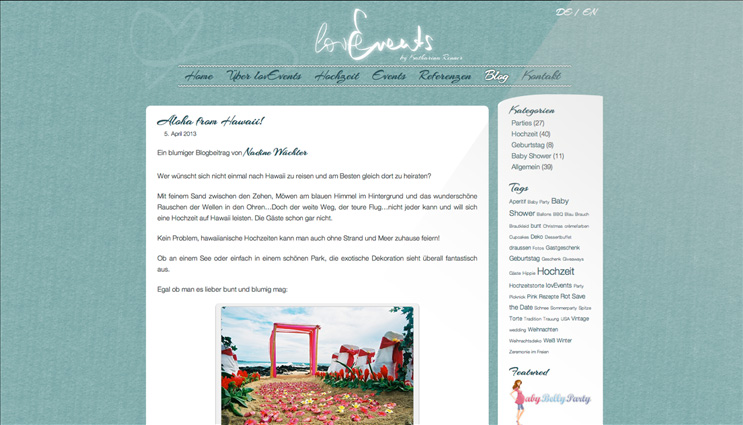 DE / EN
lovEvents
by Katharina Renner
Home Über lovEvents Hochzeit Events Referenzen Blog Kontakt
Aloha from Hawaii!
5. April 2013
Ein blumiger Blogbeitrag von Nadine Wächter
Wer wünscht sich nicht einmal nach Hawaii zu reisen und am Besten gleich dort zu heiraten?
Mit feinem Sand zwischen den Zehen, Möwen am blauen Himmel im Hintergrund und das wunderschöne
Rauschen der Wellen in den Ohren…Doch der weite Weg, der teure Flug…nicht jeder kann und will sich
eine Hochzeit auf Hawaii leisten. Die Gäste schon gar nicht.
Kein Problem, hawaiianische Hochzeiten kann man auch ohne Strand und Meer zuhause feiern!
Ob an einem See oder einfach in einem schönen Park, die exotische Dekoration sieht überall fantastisch
aus.
Egal ob man es lieber bunt und blumig mag:
Kategorien
Parties (27)
Hochzeit (40)
Geburtstag (8)
Baby Shower (11)
Allgemein (39)
Tags
Aperitif Baby Party Baby
Shower Ballons BBQ Blau Brauch
Brautkleid bunt Christmas crèmefarben
Cupcakes Deko Dessertbuffet
draussen Fotos Gastgeschenk
Geburtstag Geschenk Giveaways
Gäste Hippie Hochzeit
Hochzeitstorte lovEvents Party
Picknick Pink Rezepte Rot Save
the Date Schnee Sommerparty Spitze
Torte Tradition Trauung USA Vintage
wedding Weihnachten
Weihnachtsdeko Weiß Winter
Zeremonie im Freien
Featured
Baby Belly Party